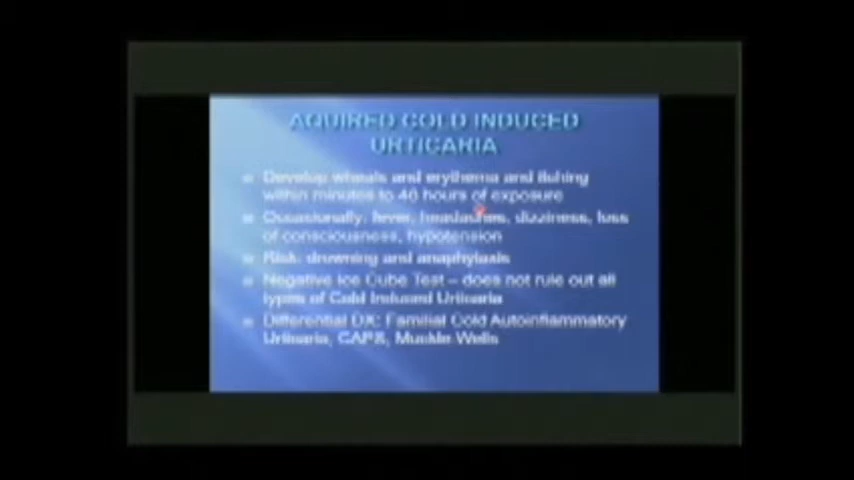 AQUIRED COLD INDUCED
URTICARIA
Develop wheals and erythema and itching
within minutes to 48 hours of exposure
Occasionally: fever, headaches, dizziness, loss
of consciousness, hypotension
Risk: drowning and anaphylaxis
Negative Ice Cube Test – does not rule out all
types of Cold Induced Urticaria
Differential DX: Familial Cold Autoinflammatory
Urticaria, CAPS, Muckle Wells